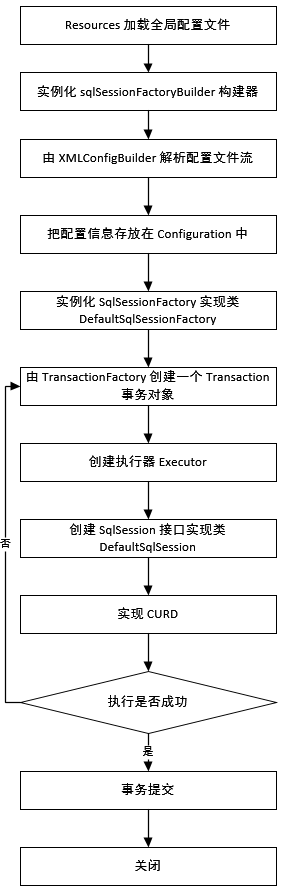 Resources 加载全局配置文件
实例化 sqlSessionFactoryBuilder 构建器
由 XMLConfigBuilder 解析配置文件流
把配置信息存放在 Configuration 中
实例化 SqlSessionFactory 实现类
DefaultSqlSessionFactory
由 TransactionFactory 创建一个 Transaction
事务对象
创建执行器 Executor
创建 SqlSession 接口实现类
DefaultSqlSession
否
实现 CURD
执行是否成功
是
事务提交
关闭